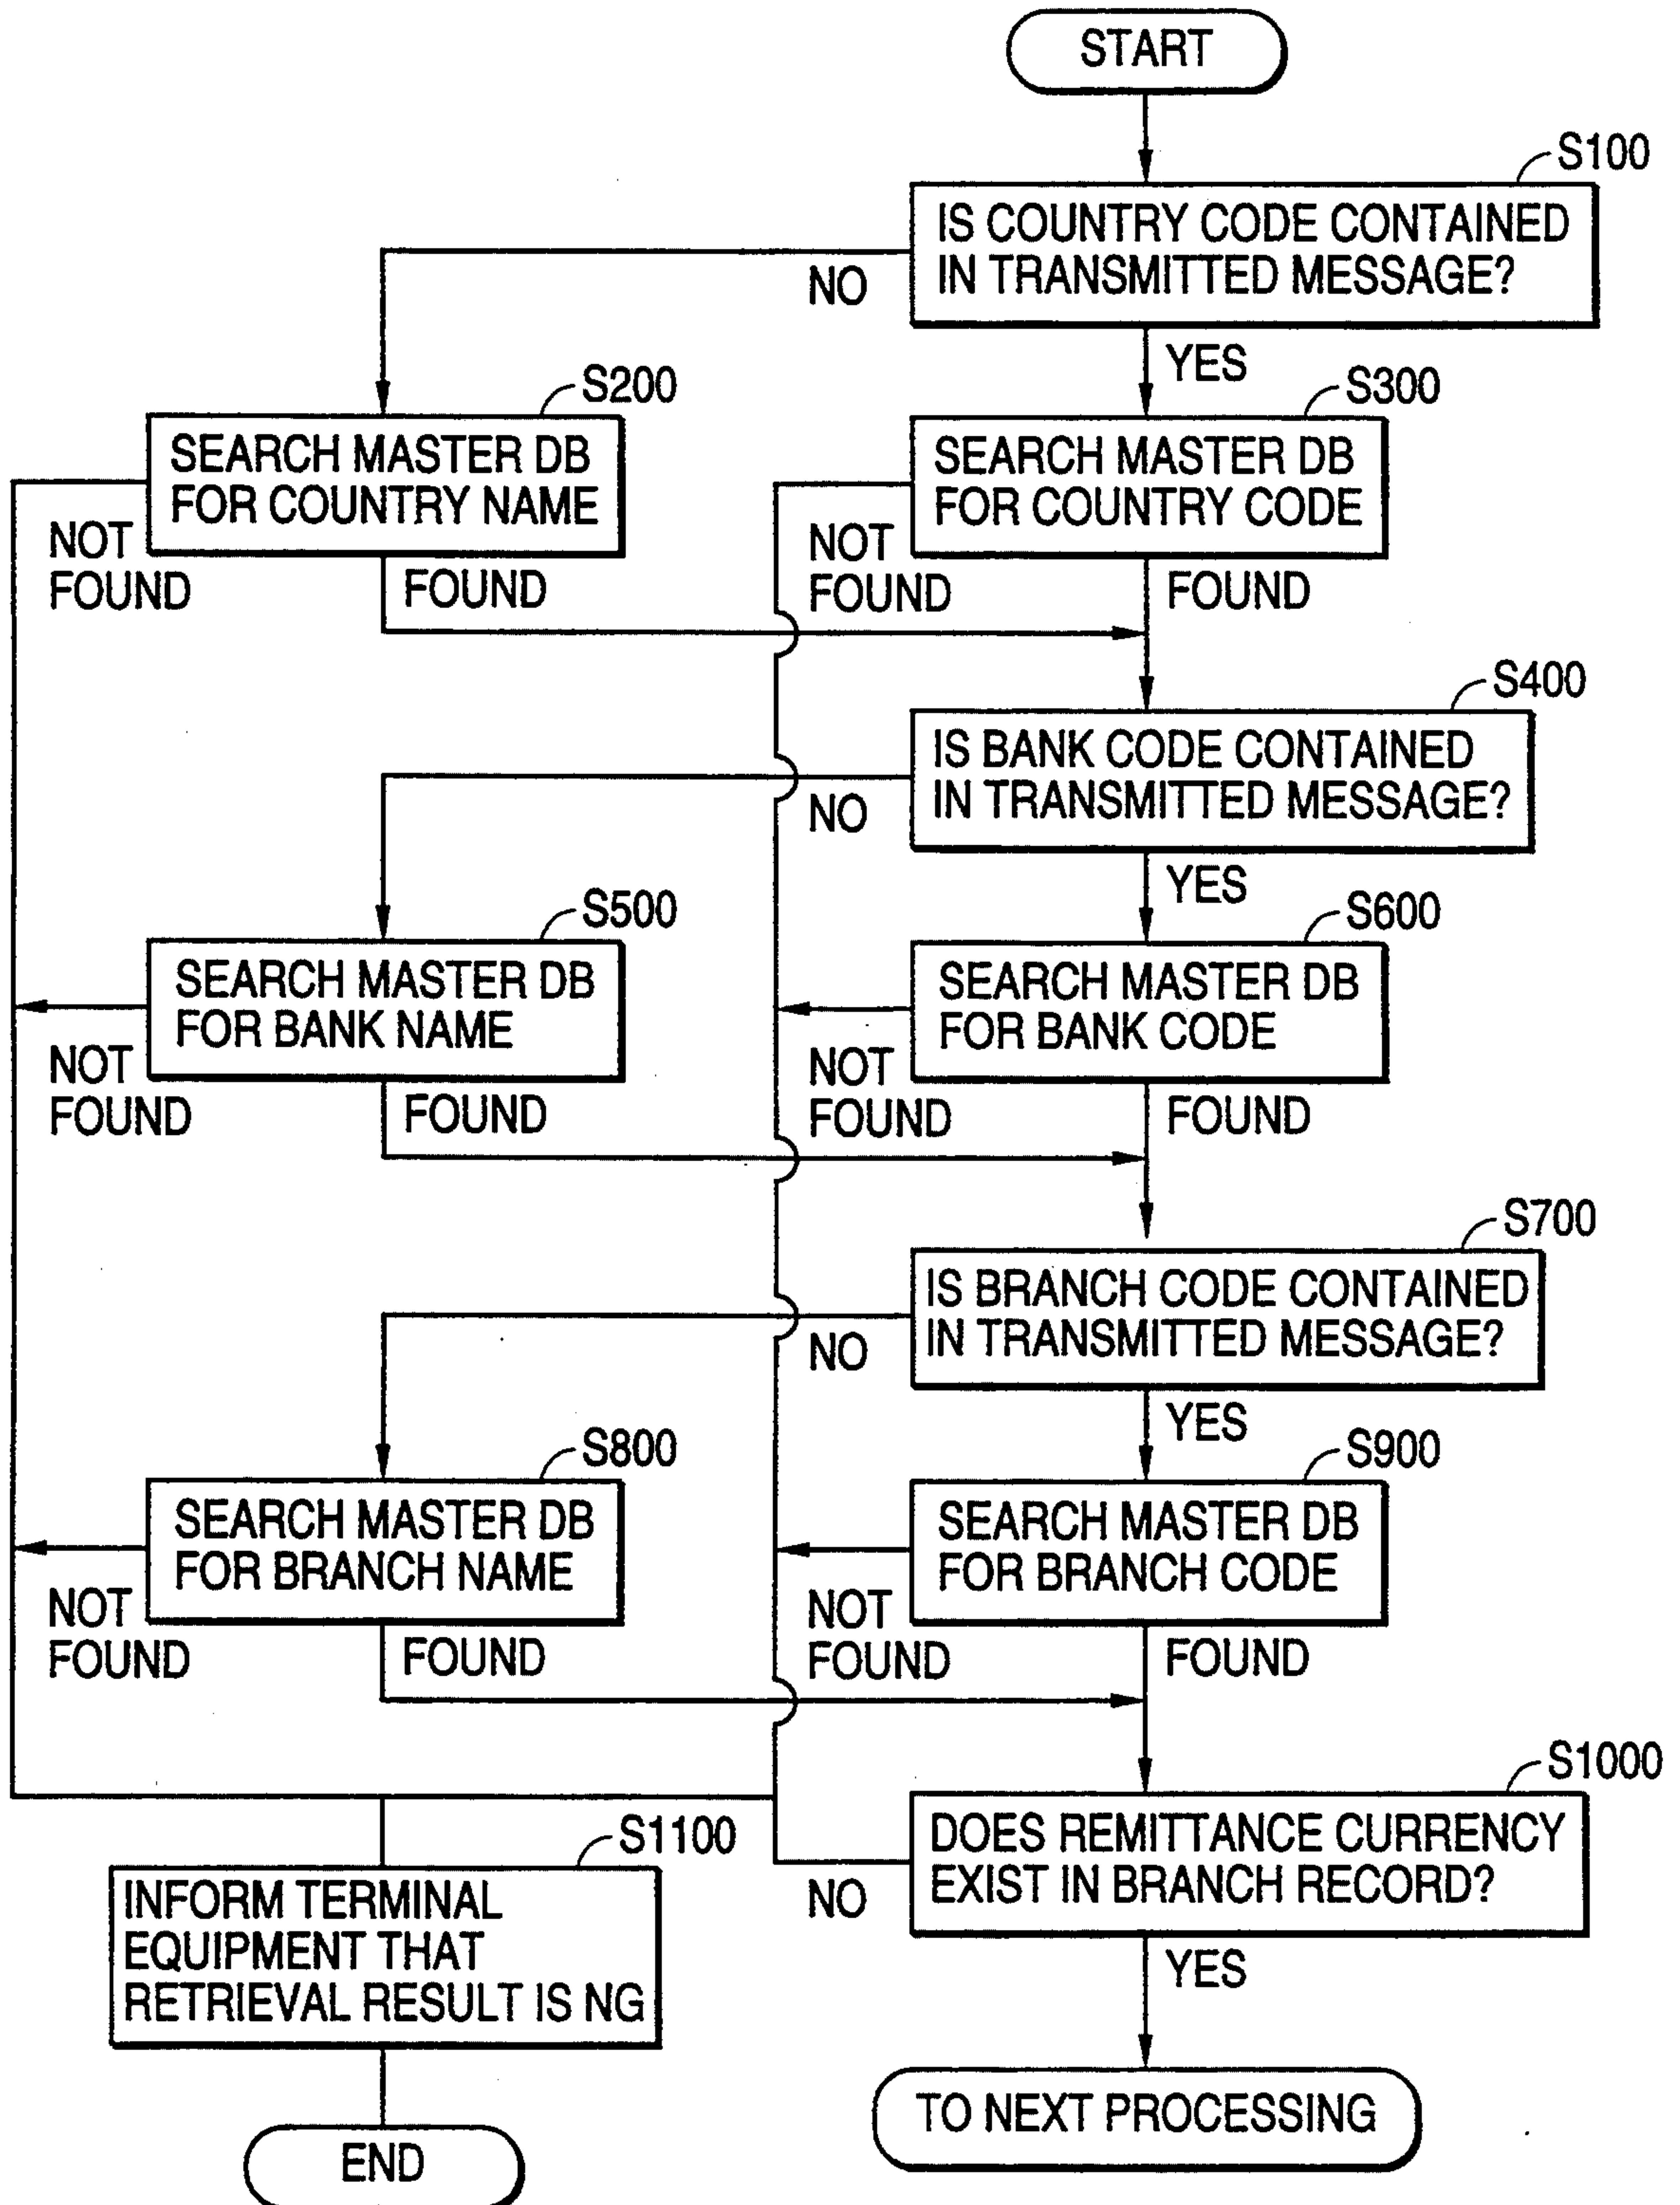 START
S100
IS COUNTRY CODE CONTAINED
IN TRANSMITTED MESSAGE?
NO
YES
S200
SEARCH MASTER DB
FOR COUNTRY NAME
NOT
FOUND
FOUND
S300
SEARCH MASTER DB
FOR COUNTRY CODE
NOT
FOUND
FOUND
S400
IS BANK CODE CONTAINED
IN TRANSMITTED MESSAGE?
NO
YES
S500
SEARCH MASTER DB
FOR BANK NAME
NOT
FOUND
FOUND
S600
SEARCH MASTER DB
FOR BANK CODE
NOT
FOUND
FOUND
S700
IS BRANCH CODE CONTAINED
IN TRANSMITTED MESSAGE?
NO
YES
S800
SEARCH MASTER DB
FOR BRANCH NAME
NOT
FOUND
FOUND
S900
SEARCH MASTER DB
FOR BRANCH CODE
NOT
FOUND
FOUND
S1000
DOES REMITTANCE CURRENCY
EXIST IN BRANCH RECORD?
NO
YES
S1100
INFORM TERMINAL
EQUIPMENT THAT
RETRIEVAL RESULT IS NG
END
TO NEXT PROCESSING